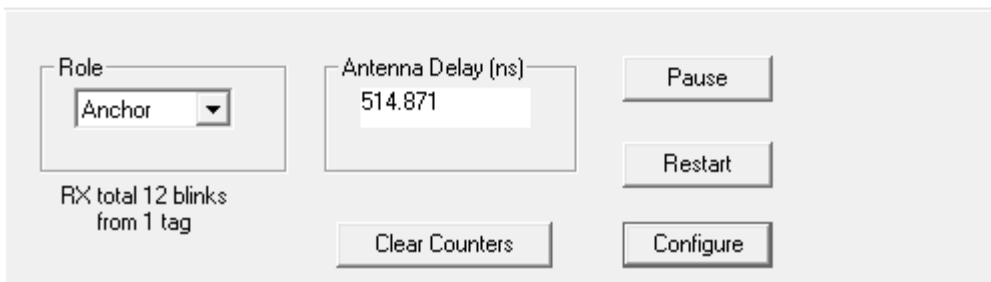 Role
Anchor
RX total 12 blinks
from 1 tag
Antenna Delay (ns)
514.871
Clear Counters
Pause
Restart
Configure